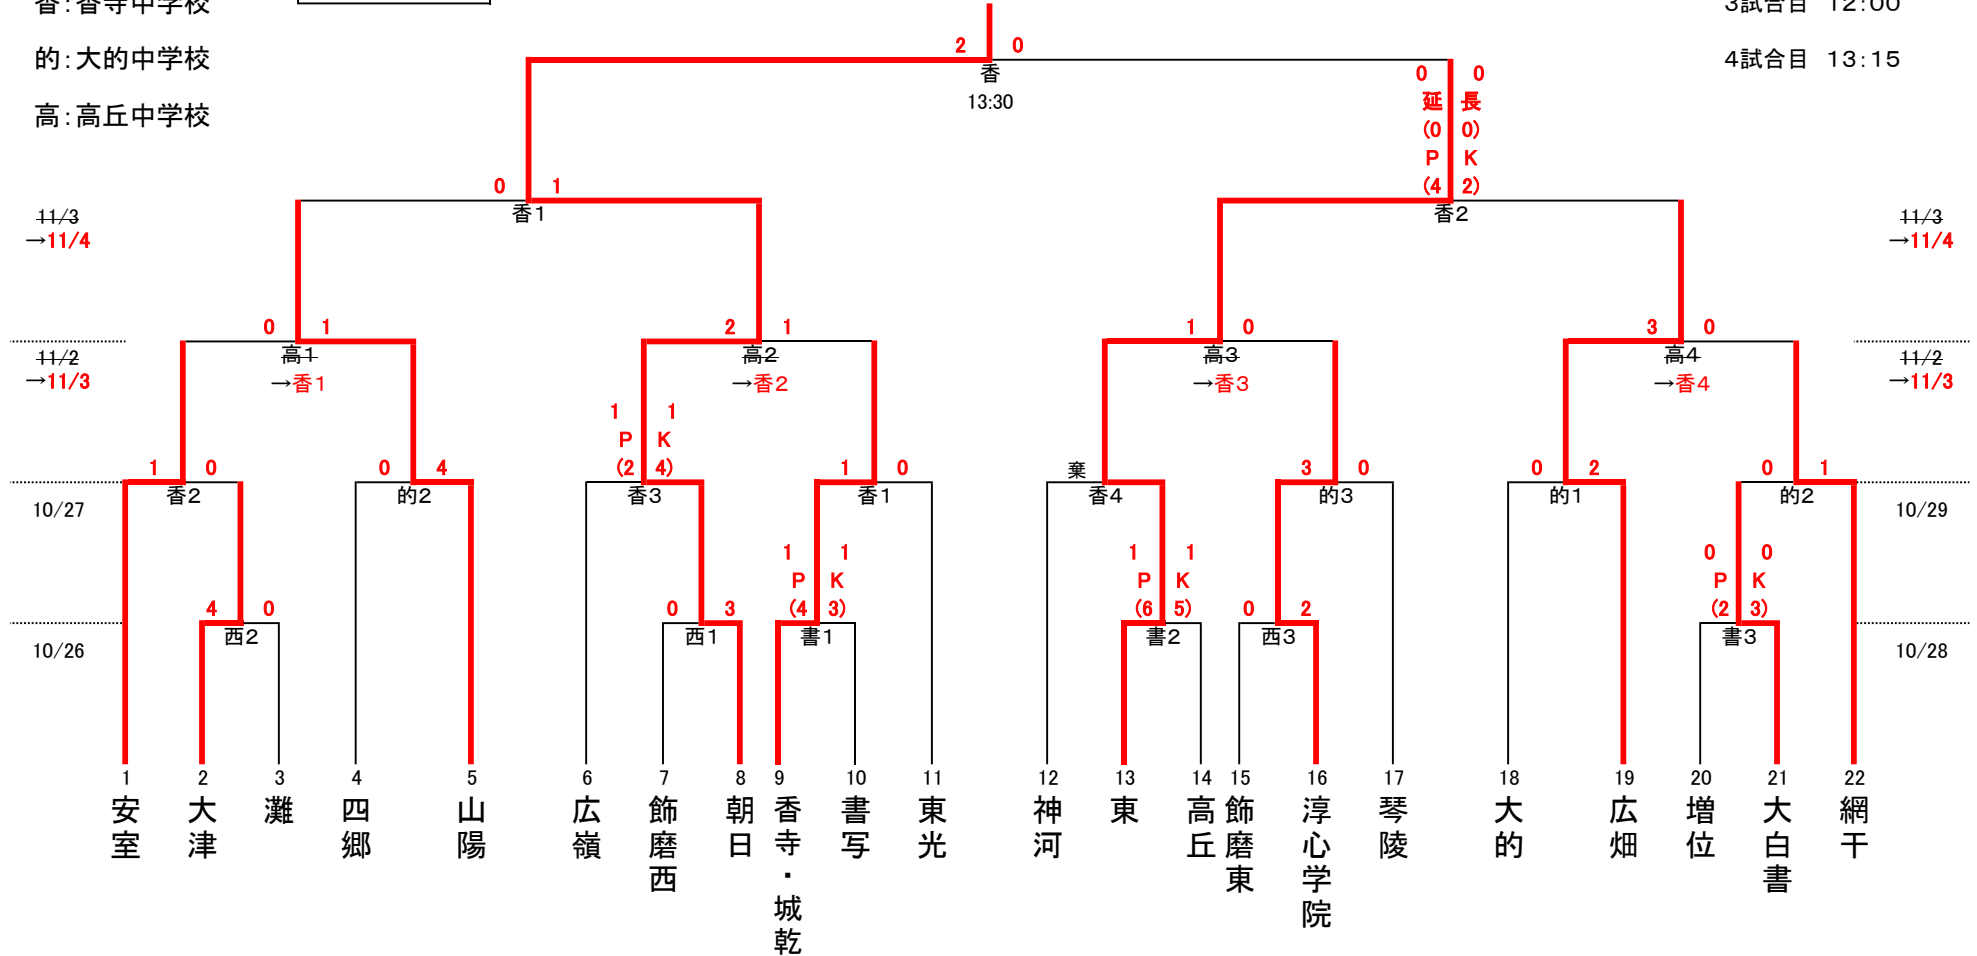 香：香寺中学校
3試合目 12：00
的：大的中学校
4試合目 13：15
高：高丘中学校
2 0
香
13:30
0 0
延 長
(0 0)
P K
(4 2)
0 1
香1
香2
11/3
→11/4
11/3
→11/4
0 1
2 1
1 0
3 0
高1
→香1
高2
→香2
高3
→香3
高4
→香4
11/2
→11/3
11/2
→11/3
1 0
香2
0 4
的2
1 1
P K
(2 4)
香3
1 0
香1
棄
香4
3 0
的3
0 2
的1
0 1
的2
10/27
10/29
4 0
西2
0 3
西1
1 1
P K
(4 3)
書1
1 1
P K
(6 5)
書2
0 2
西3
0 0
P K
(2 3)
書3
10/26
10/28
1 2 3 4 5 6 7 8 9 10 11 12 13 14 15 16 17 18 19 20 21 22
安室
大津
灘
四郷
山陽
広嶺
飾磨西
朝日
香寺・城乾
書写
東光
神河
東
高丘
飾磨東
淳心学院
琴陵
大的
広畑
増位
大白書
網干